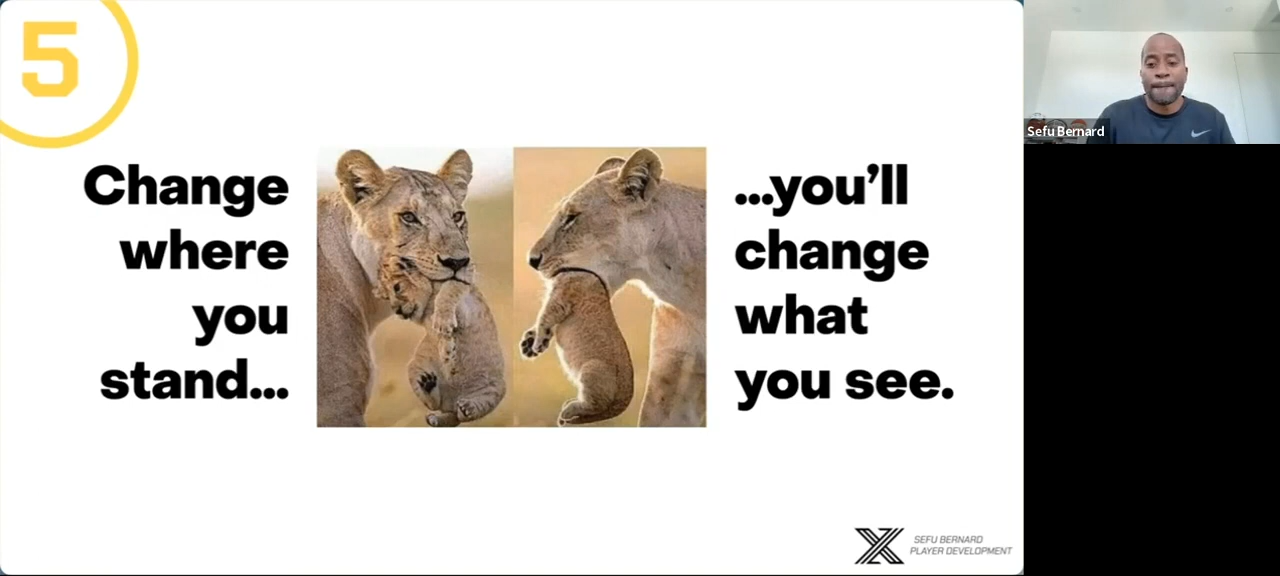 5
Change
where
you
stand...
...you'll
change
what
you see.
SEFU BERNARD
PLAYER DEVELOPMENT
Sefu Bernard